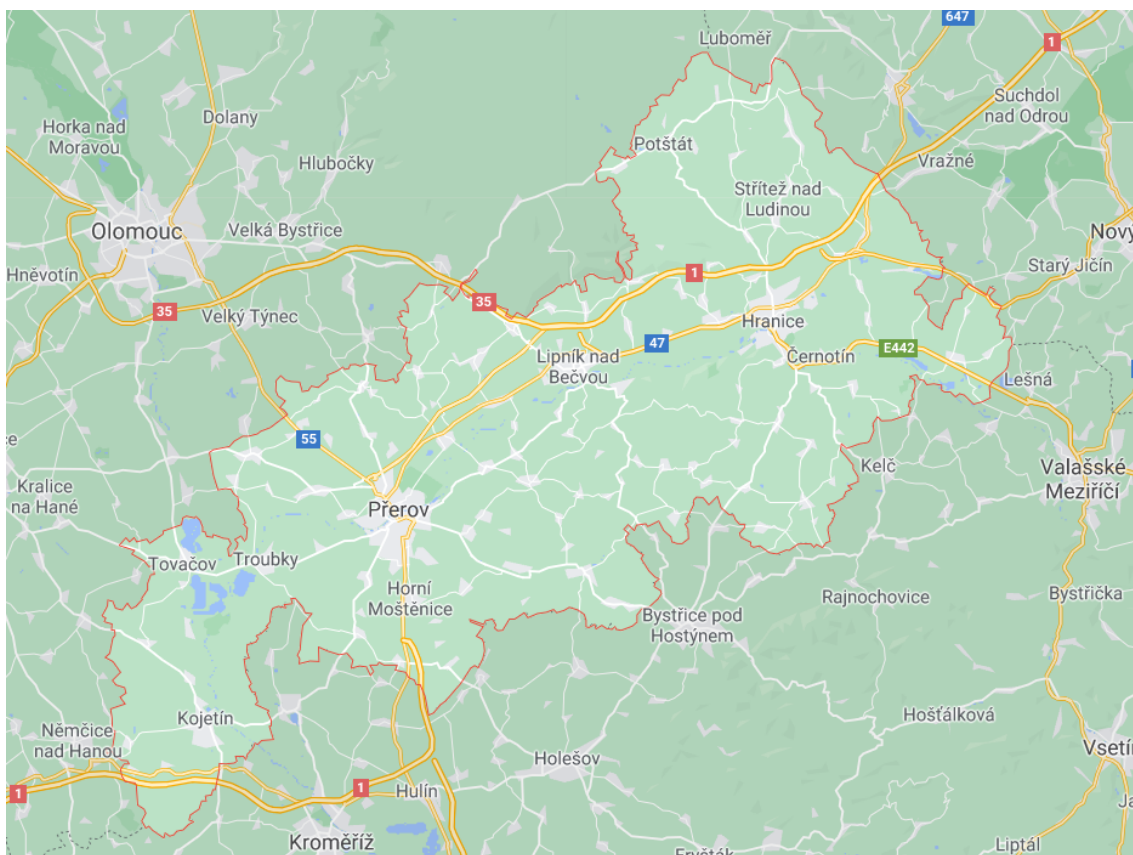 647
Luboměř
1
Suchdol
nad Odrou
Dolany
Horka nad
Moravou
Potštát
Hlubočky
Vražné
Střítež nad
Ludinou
Olomouc
Velká Bystřice
Nový
Hněvotín
Starý Jičín
1
35
35
Velký Týnec
Hranice
47
E442
Lipník nad
Bečvou
Černotín
Lešná
55
Kelč
Valašské
Meziříčí
Kralice
na Hané
Přerov
Tovačov
Troubky
Horní
Moštěnice
Rajnochovice
Bystřička
Bystřice pod
Hostýnem
Kojetín
Hošťálková
Němčice
nad Hanou
Vsetín
Holešov
1
1
Hulín
Kroměříž
Liptál